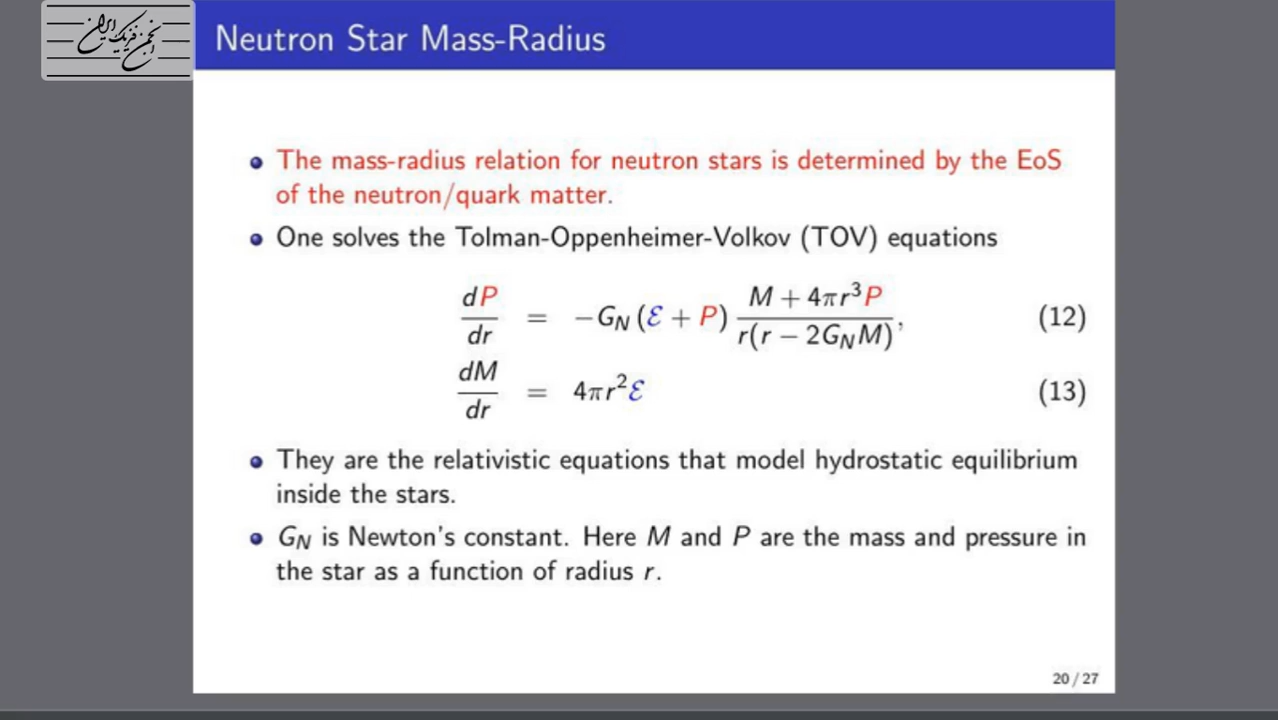 انجمن فیزیک ایران
Neutron Star Mass-Radius
The mass-radius relation for neutron stars is determined by the EoS
of the neutron/quark matter.
One solves the Tolman-Oppenheimer-Volkov (TOV) equations
dP/dr = −G_N (ℰ + P) (M + 4πr³P)/(r(r − 2G_N M)), (12)
dM/dr = 4πr²ℰ (13)
They are the relativistic equations that model hydrostatic equilibrium
inside the stars.
G_N is Newton's constant. Here M and P are the mass and pressure in
the star as a function of radius r.
20 / 27